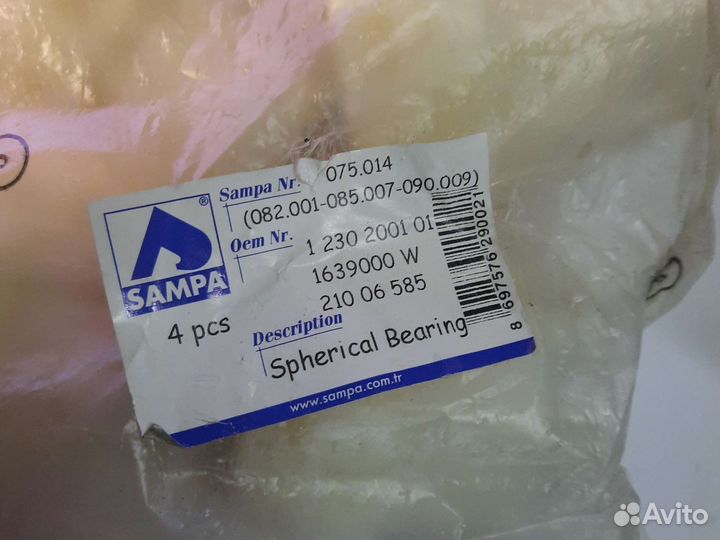 Sampa Nr. 075.014
(082.001-085.007-090.009)
Oem Nr. 1 230 2001 01
1639000 W
210 06 585
®
SAMPA
4 pcs
Description
Spherical Bearing
8 697576 290021
www.sampa.com.tr
Avito